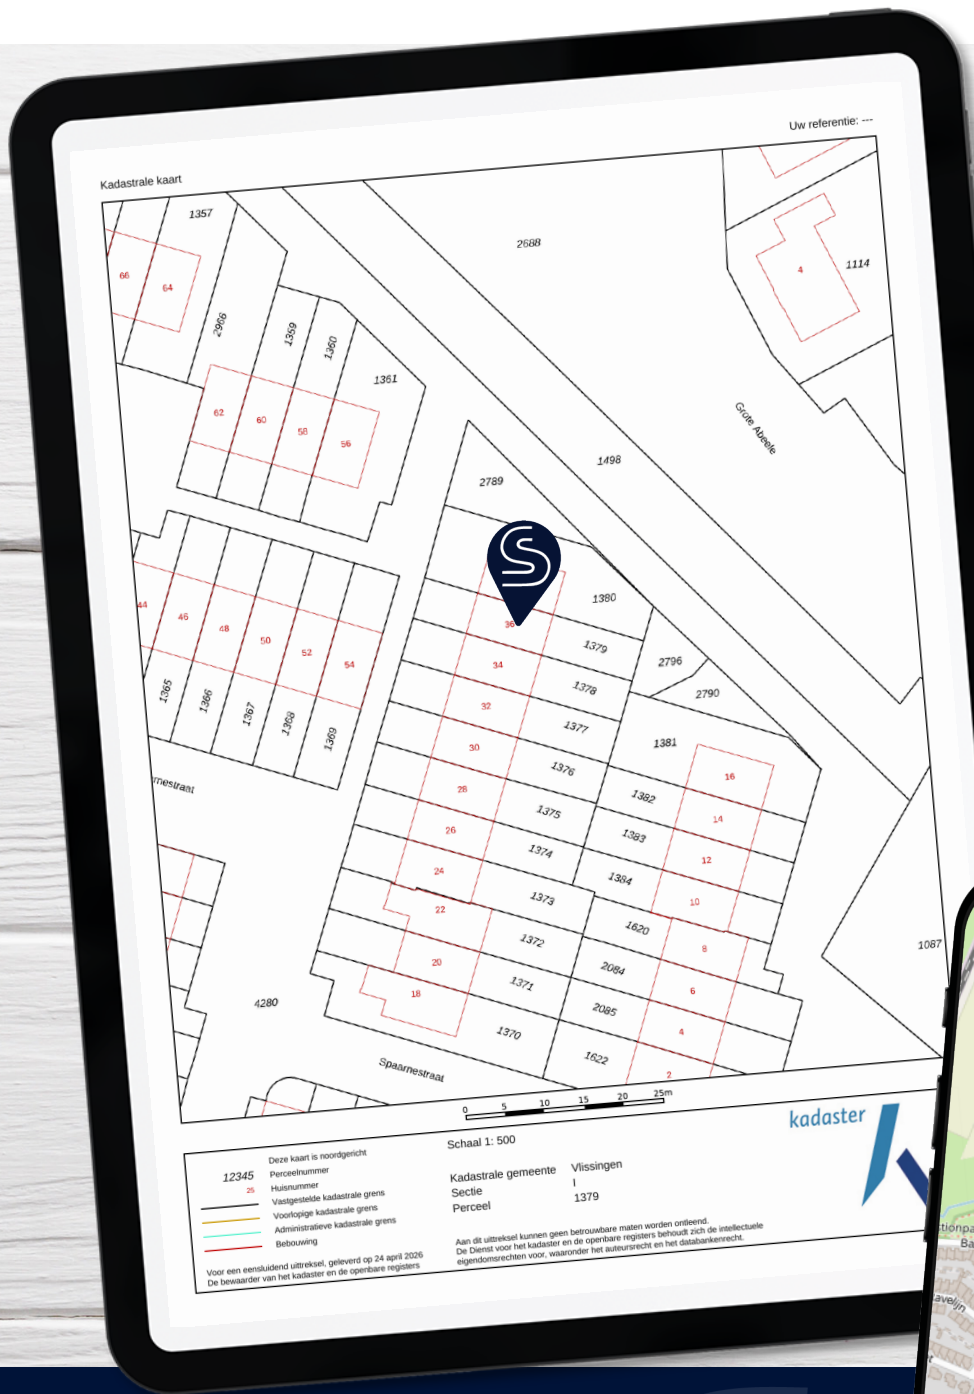 Uw referentie: ---
Kadastrale kaart
1357
2688
66
64
4
1114
2966
1359
1360
1361
62
60
58
56
Grote Abeele
1498
2789
1380
44
46
48
50
52
54
36
1379
34
2796
1378
2790
32
1377
1365
1366
1367
1368
1369
30
1376
1381
16
28
1375
1382
14
26
1374
1383
12
rnestraat
24
1373
1384
10
22
1372
1620
8
1087
20
1371
2084
6
18
1370
2085
4
4280
1622
2
Spaarnestraat
0 5 10 15 20 25m
kadaster
Deze kaart is noordgericht
12345 Perceelnummer
25 Huisnummer
Vastgestelde kadastrale grens
Voorlopige kadastrale grens
Administratieve kadastrale grens
Bebouwing
Voor een eensluidend uittreksel, geleverd op 24 april 2026
De bewaarder van het kadaster en de openbare registers
Schaal 1: 500
Kadastrale gemeente Vlissingen
Sectie I
Perceel 1379
Aan dit uittreksel kunnen geen betrouwbare maten worden ontleend.
De Dienst voor het kadaster en de openbare registers behoudt zich de intellectuele
eigendomsrechten voor, waaronder het auteursrecht en het databankenrecht.
ctionpa
Ba
aveljn